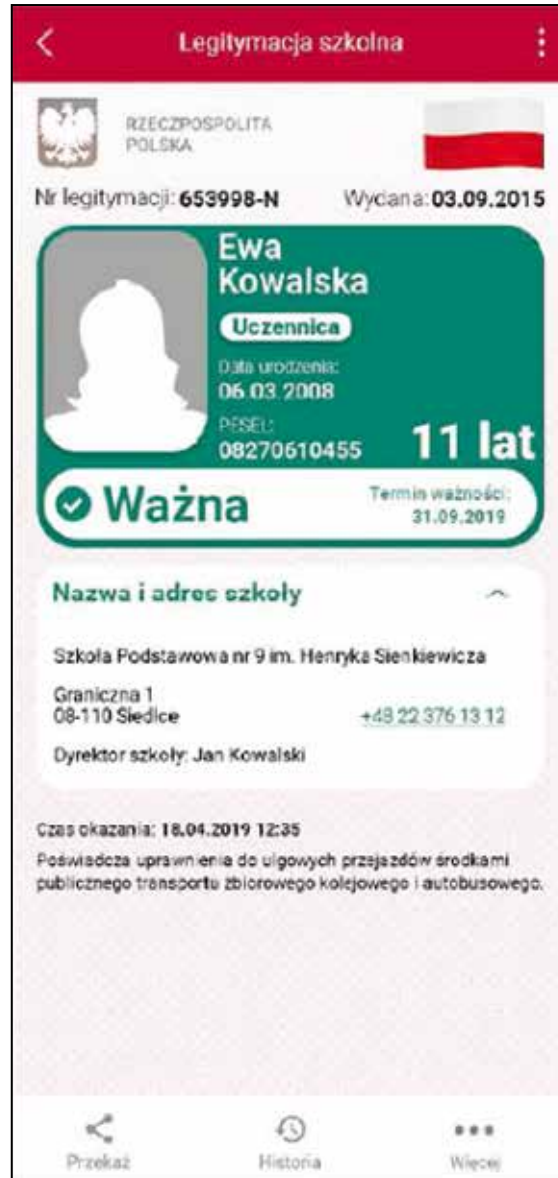 Legitymacja szkolna
RZECZPOSPOLITA
POLSKA
Nr legitymacji: 653998-N Wydana: 03.09.2015
Ewa
Kowalska
Uczennica
Data urodzenia:
06.03.2008
PESEL:
08270610455
11 lat
Ważna
Termin ważności:
31.09.2019
Nazwa i adres szkoły
Szkoła Podstawowa nr 9 im. Henryka Sienkiewicza
Graniczna 1
08-110 Siedlce +48 22 376 13 12
Dyrektor szkoły: Jan Kowalski
Czas okazania: 18.04.2019 12:35
Poświadcza uprawnienia do ulgowych przejazdów środkami
publicznego transportu zbiorowego kolejowego i autobusowego.
Przekaż Historia Więcej